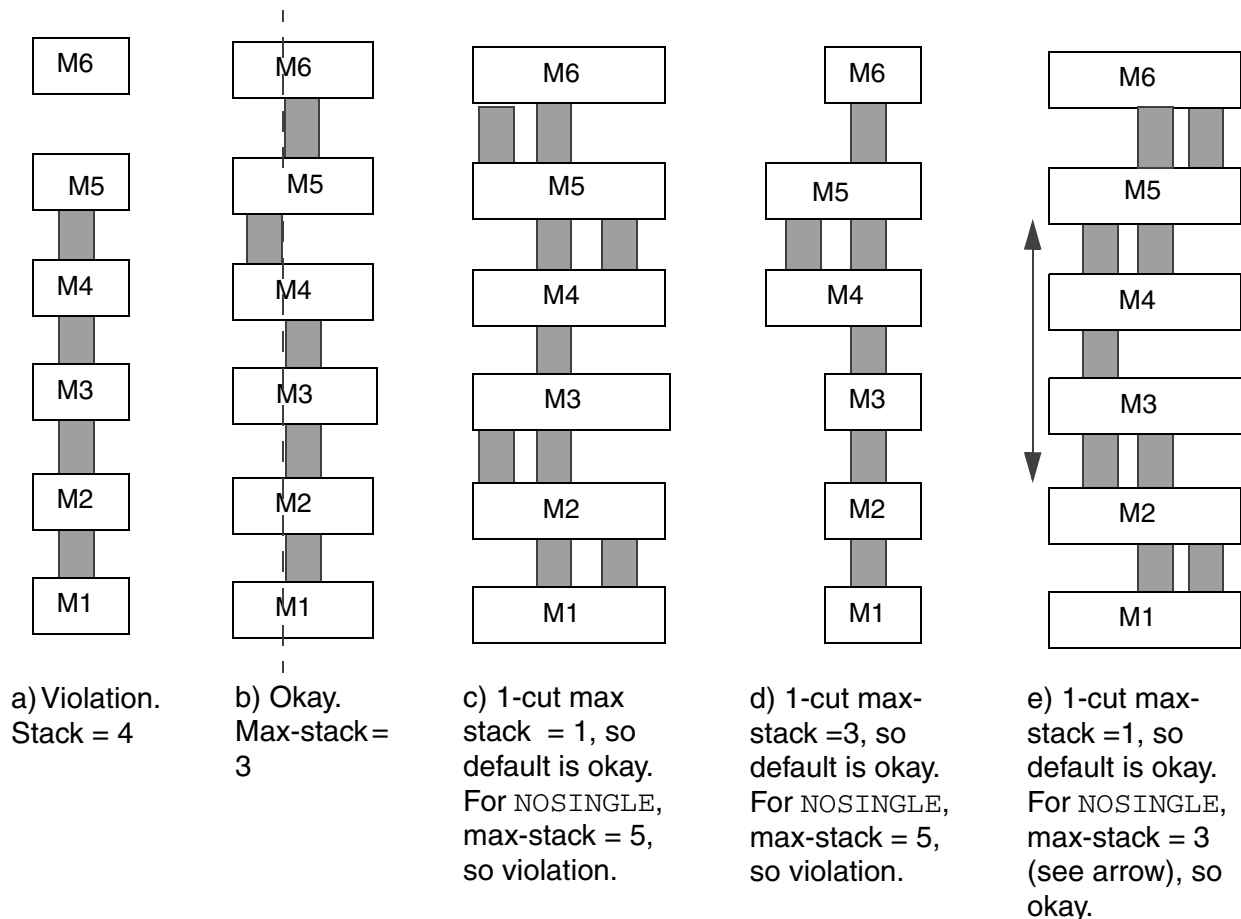 M6
M5
M4
M3
M2
M1
a) Violation.
Stack = 4
M6
M5
M4
M3
M2
M1
b) Okay.
Max-stack =
3
M6
M5
M4
M3
M2
M1
c) 1-cut max
stack = 1, so
default is okay.
For NOSINGLE,
max-stack = 5,
so violation.
M6
M5
M4
M3
M2
M1
d) 1-cut max-
stack =3, so
default is okay.
For NOSINGLE,
max-stack = 5,
so violation.
M6
M5
M4
M3
M2
M1
e) 1-cut max-
stack =1, so
default is okay.
For NOSINGLE,
max-stack = 3
(see arrow), so
okay.